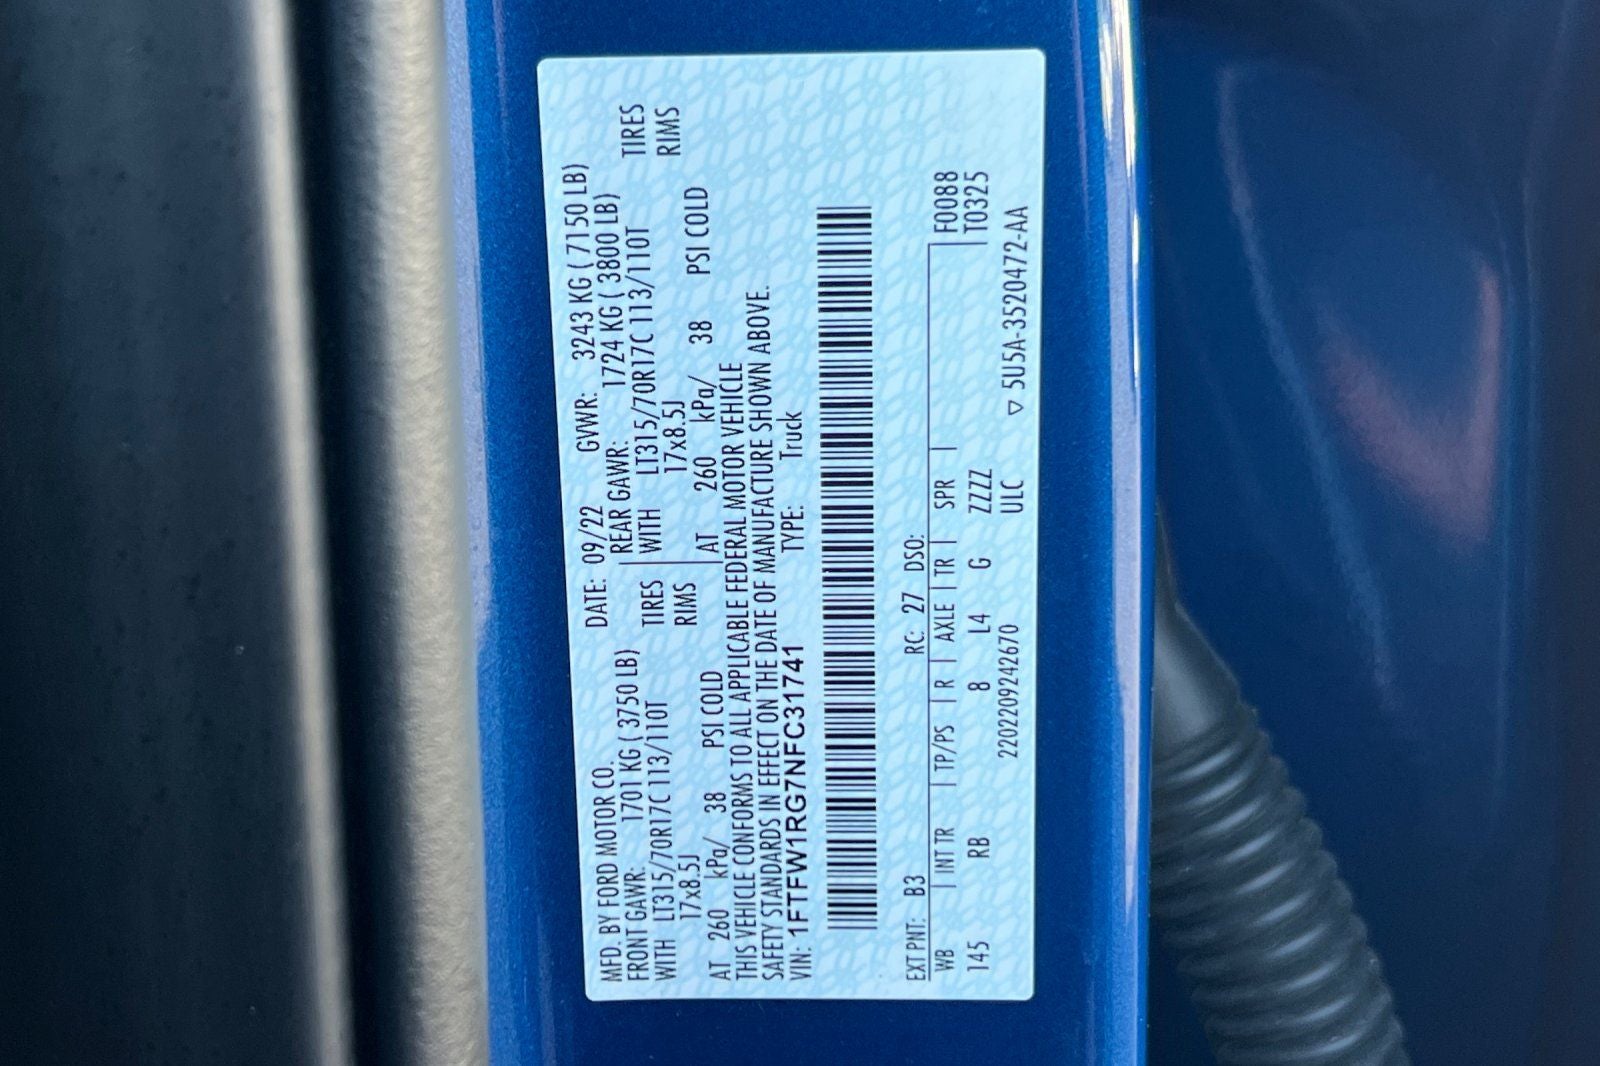 MFD. BY FORD MOTOR CO. DATE: 09/22 GVWR: 3243 KG ( 7150 LB)
FRONT GAWR: 1701 KG ( 3750 LB) REAR GAWR: 1724 KG ( 3800 LB)
WITH LT315/70R17C 113/110T TIRES WITH LT315/70R17C 113/110T TIRES
17x8.5J RIMS 17x8.5J RIMS
AT 260 kPa/ 38 PSI COLD AT 260 kPa/ 38 PSI COLD
THIS VEHICLE CONFORMS TO ALL APPLICABLE FEDERAL MOTOR VEHICLE
SAFETY STANDARDS IN EFFECT ON THE DATE OF MANUFACTURE SHOWN ABOVE.
VIN: 1FTFW1RG7NFC31741 TYPE: Truck
EXT PNT: B3 RC: 27 DSO:
WB INT TR TP/PS R AXLE TR SPR F0088
145 RB 8 L4 G ZZZZ T0325
2202209242670 ULC ▽ 5U5A-3520472-AA